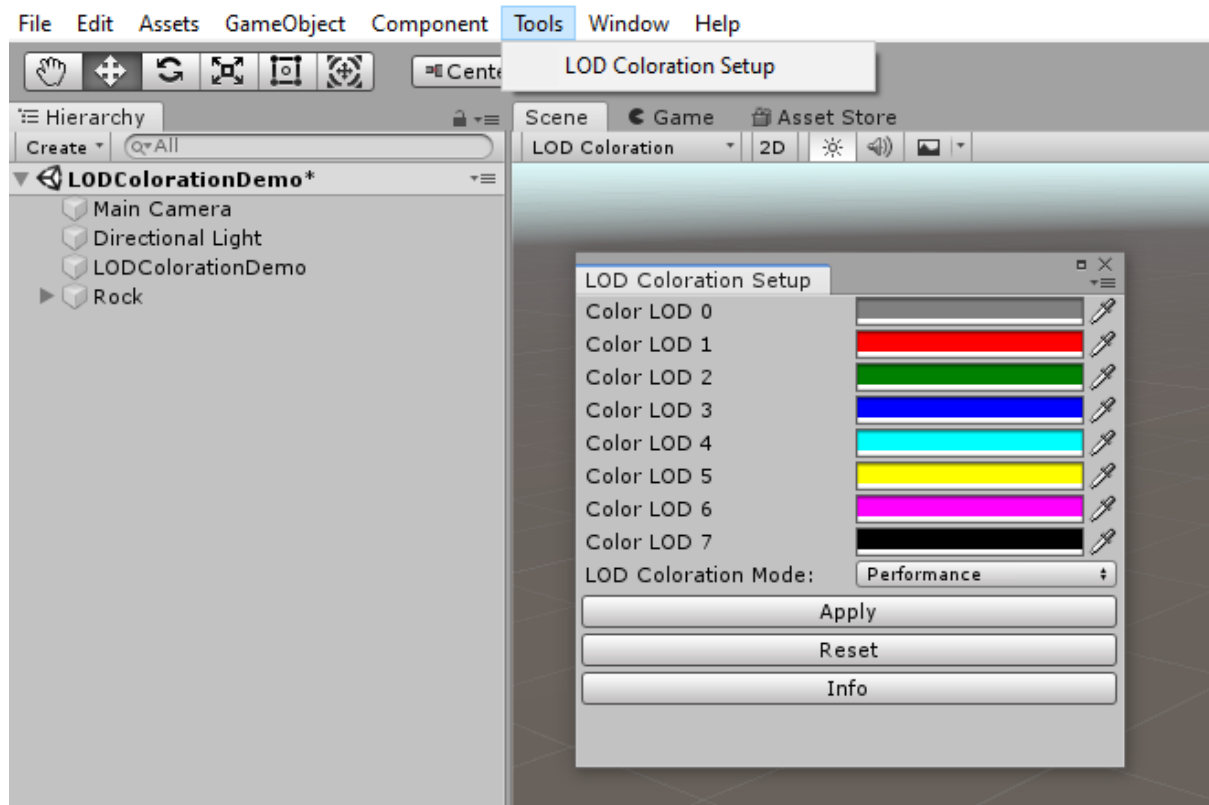 File Edit Assets GameObject Component Tools Window Help
LOD Coloration Setup
Cente
Hierarchy
Create All
LODColorationDemo*
Main Camera
Directional Light
LODColorationDemo
Rock
Scene Game Asset Store
LOD Coloration 2D
LOD Coloration Setup
Color LOD 0
Color LOD 1
Color LOD 2
Color LOD 3
Color LOD 4
Color LOD 5
Color LOD 6
Color LOD 7
LOD Coloration Mode: Performance
Apply
Reset
Info